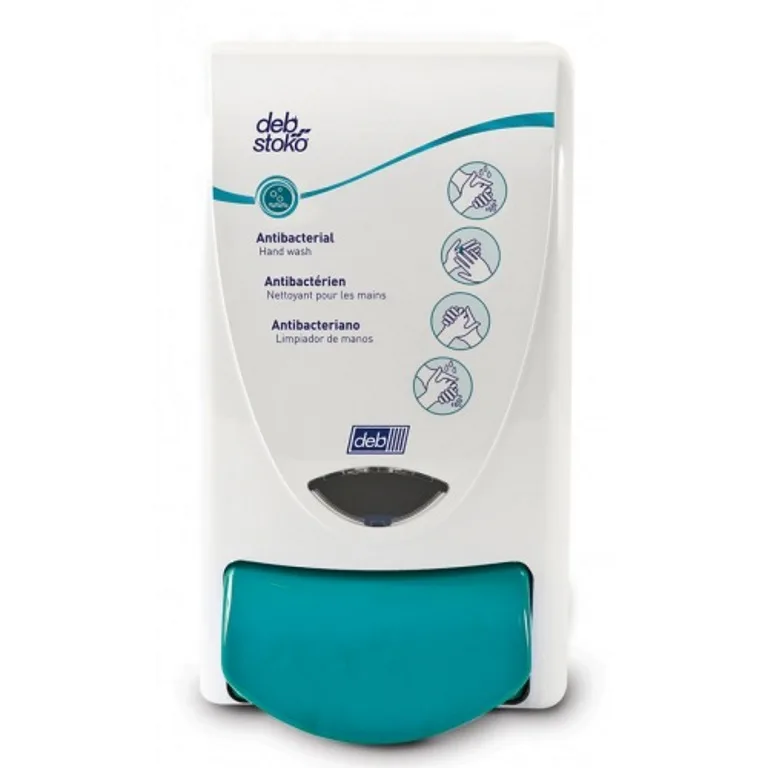 deb
stoko
Antibacterial
Hand wash
Antibactérien
Nettoyant pour les mains
Antibacteriano
Limpiador de manos
deb